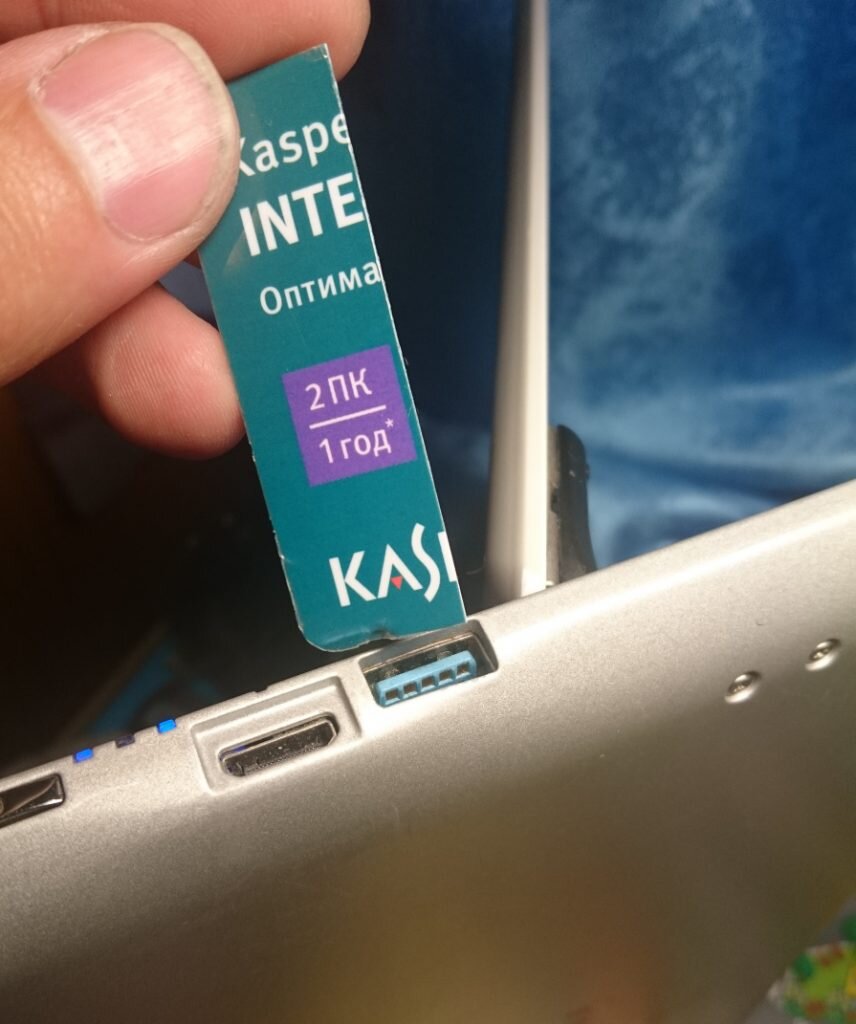 Kaspe
INTE
Оптима
2 ПК
1 год*
KAS